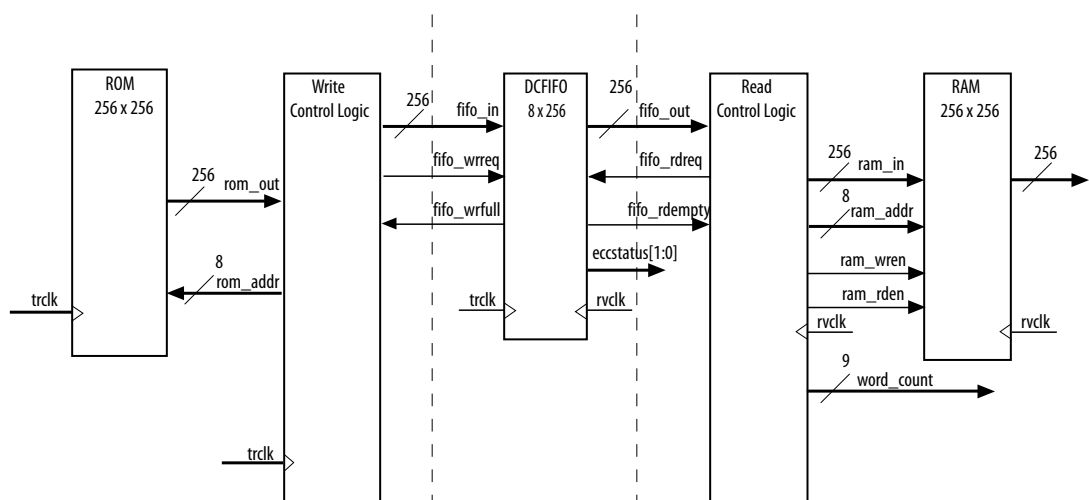 ROM
256 x 256
Write
Control Logic
DCFIFO
8 x 256
Read
Control Logic
RAM
256 x 256
256
fifo_in
256
fifo_out
fifo_wrreq
fifo_rdreq
256
rom_out
256
ram_in
256
fifo_wrfull
fifo_rdempty
8
ram_addr
eccstatus[1:0]
ram_wren
8
rom_addr
ram_rden
trclk
trclk
rvclk
rvclk
rvclk
9
word_count
trclk